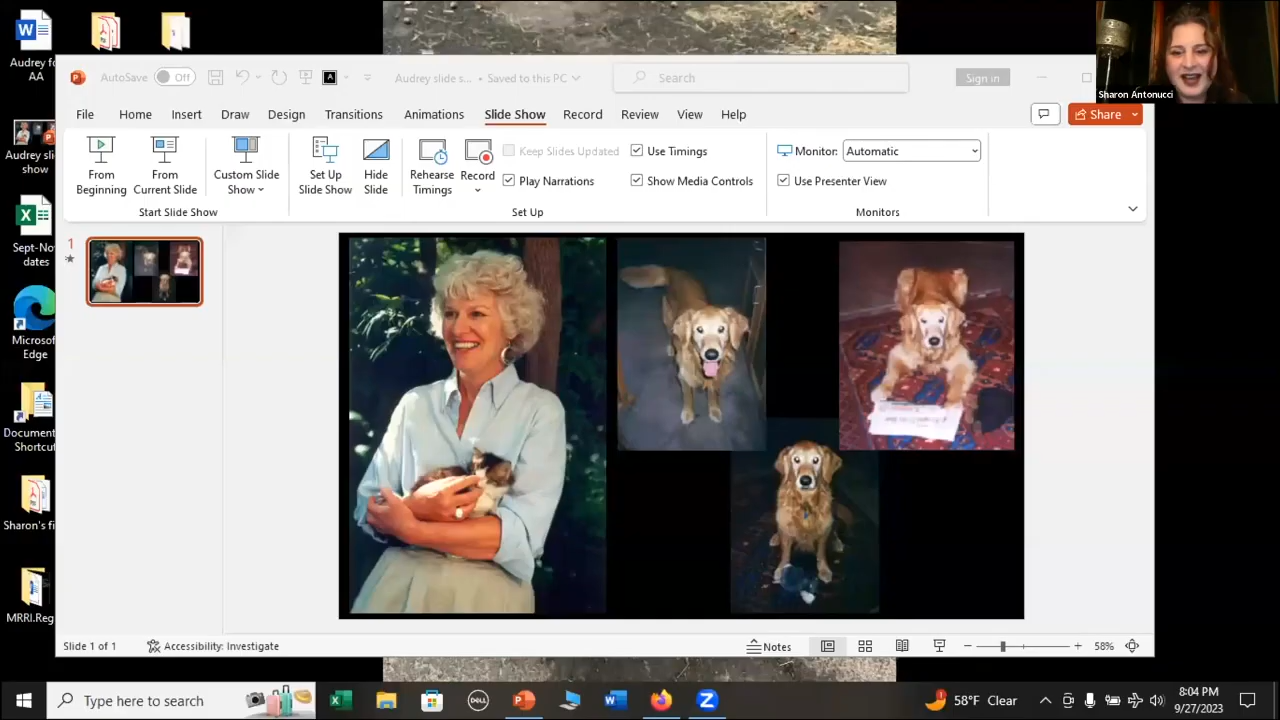 Audrey fo
AA
Audrey sli
show
Sept-No
dates
Microso
Edge
Document
Shortcut
Sharon's fi
MRRI.Reg
AutoSave
Off
Audrey slide s... • Saved to this PC
Search
Sign in
Sharon Antonucci
File Home Insert Draw Design Transitions Animations Slide Show Record Review View Help
Share
From
Beginning
From
Current Slide
Custom Slide
Show
Start Slide Show
Set Up
Slide Show
Hide
Slide
Rehearse
Timings
Record
Keep Slides Updated
Use Timings
Play Narrations
Show Media Controls
Set Up
Monitor: Automatic
Use Presenter View
Monitors
1
Slide 1 of 1
Accessibility: Investigate
Notes
58%
Type here to search
DELL
58°F Clear
8:04 PM
9/27/2023